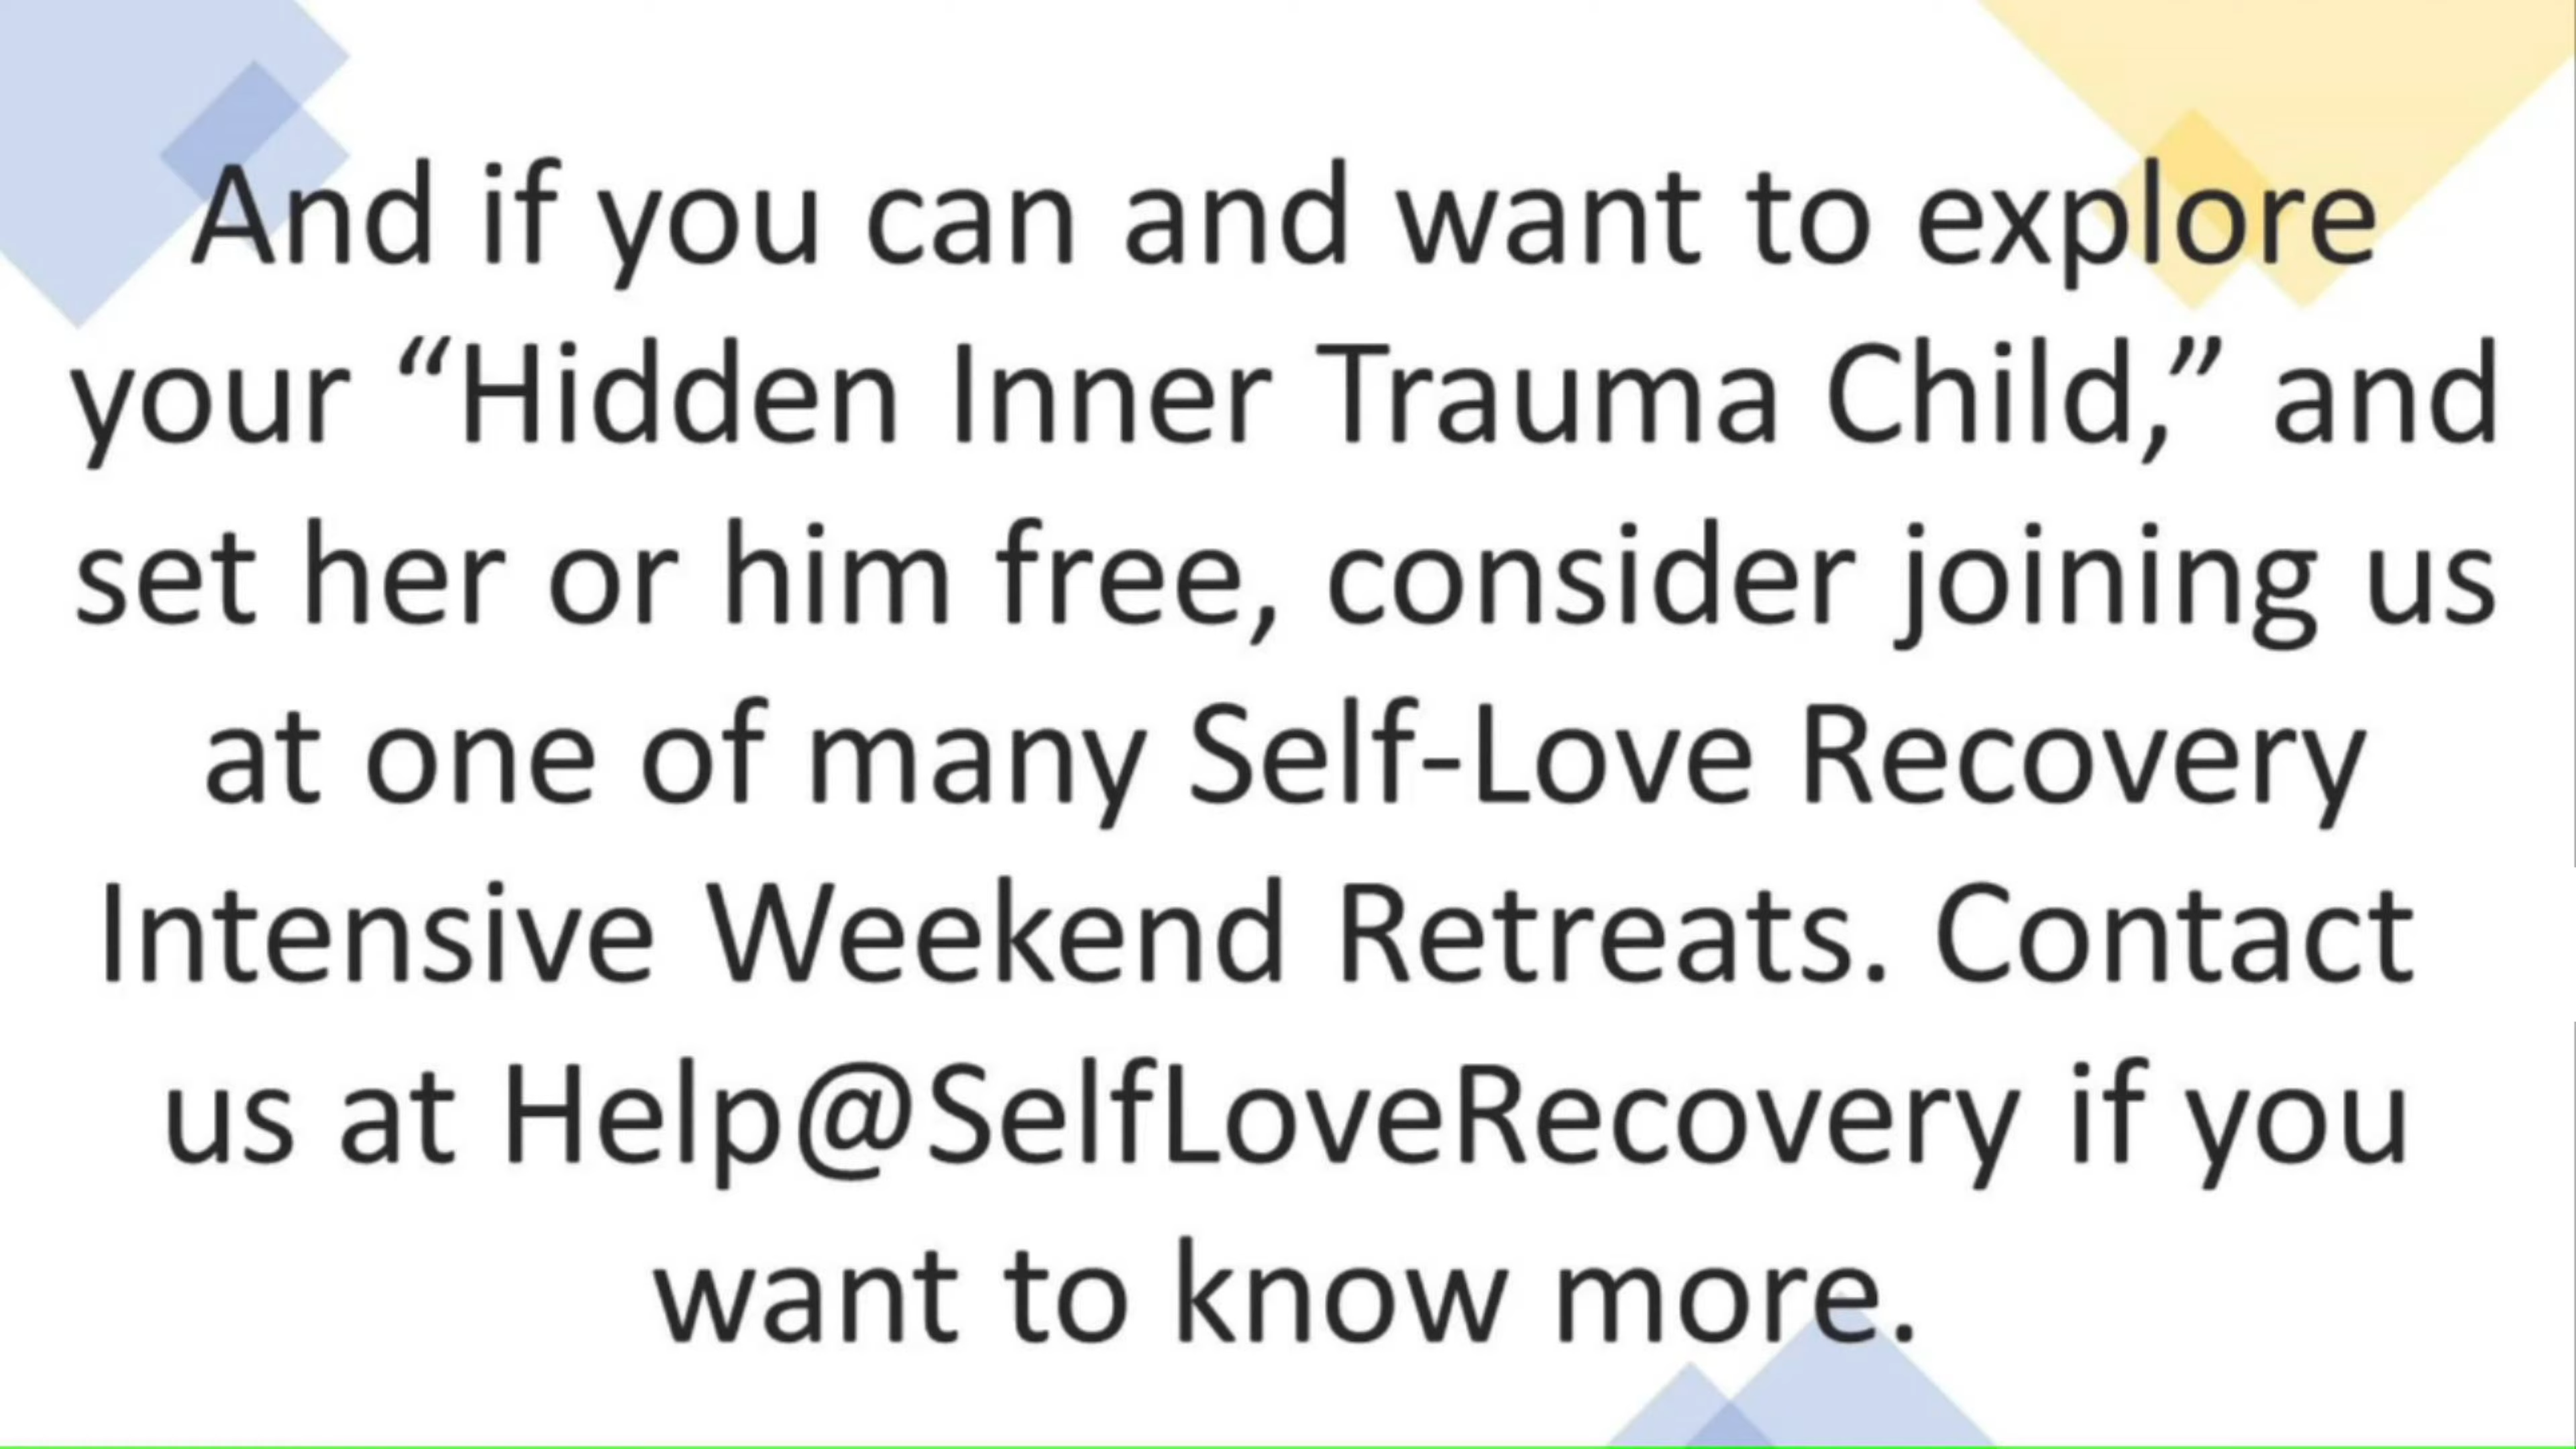 And if you can and want to explore
your “Hidden Inner Trauma Child,” and
set her or him free, consider joining us
at one of many Self-Love Recovery
Intensive Weekend Retreats. Contact
us at Help@SelfLoveRecovery if you
want to know more.